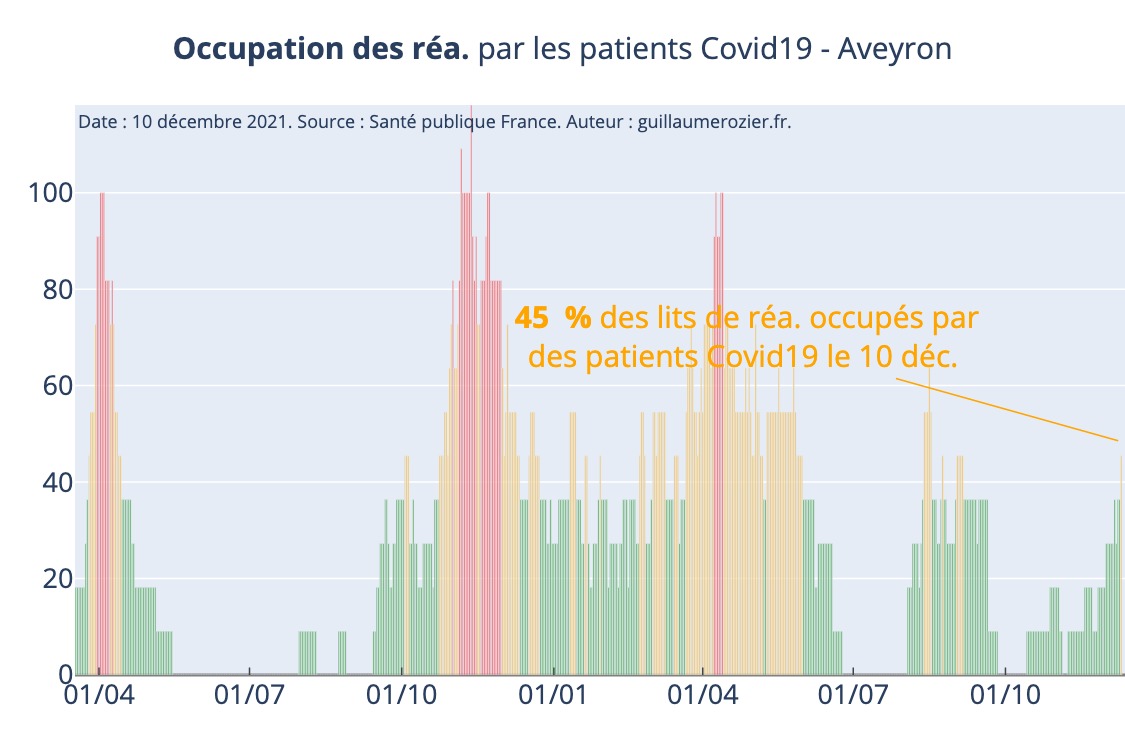 Occupation des réa. par les patients Covid19 - Aveyron
Date : 10 décembre 2021. Source : Santé publique France. Auteur : guillaumerozier.fr.
100
80
60
40
20
0
45 % des lits de réa. occupés par
des patients Covid19 le 10 déc.
01/04 01/07 01/10 01/01 01/04 01/07 01/10